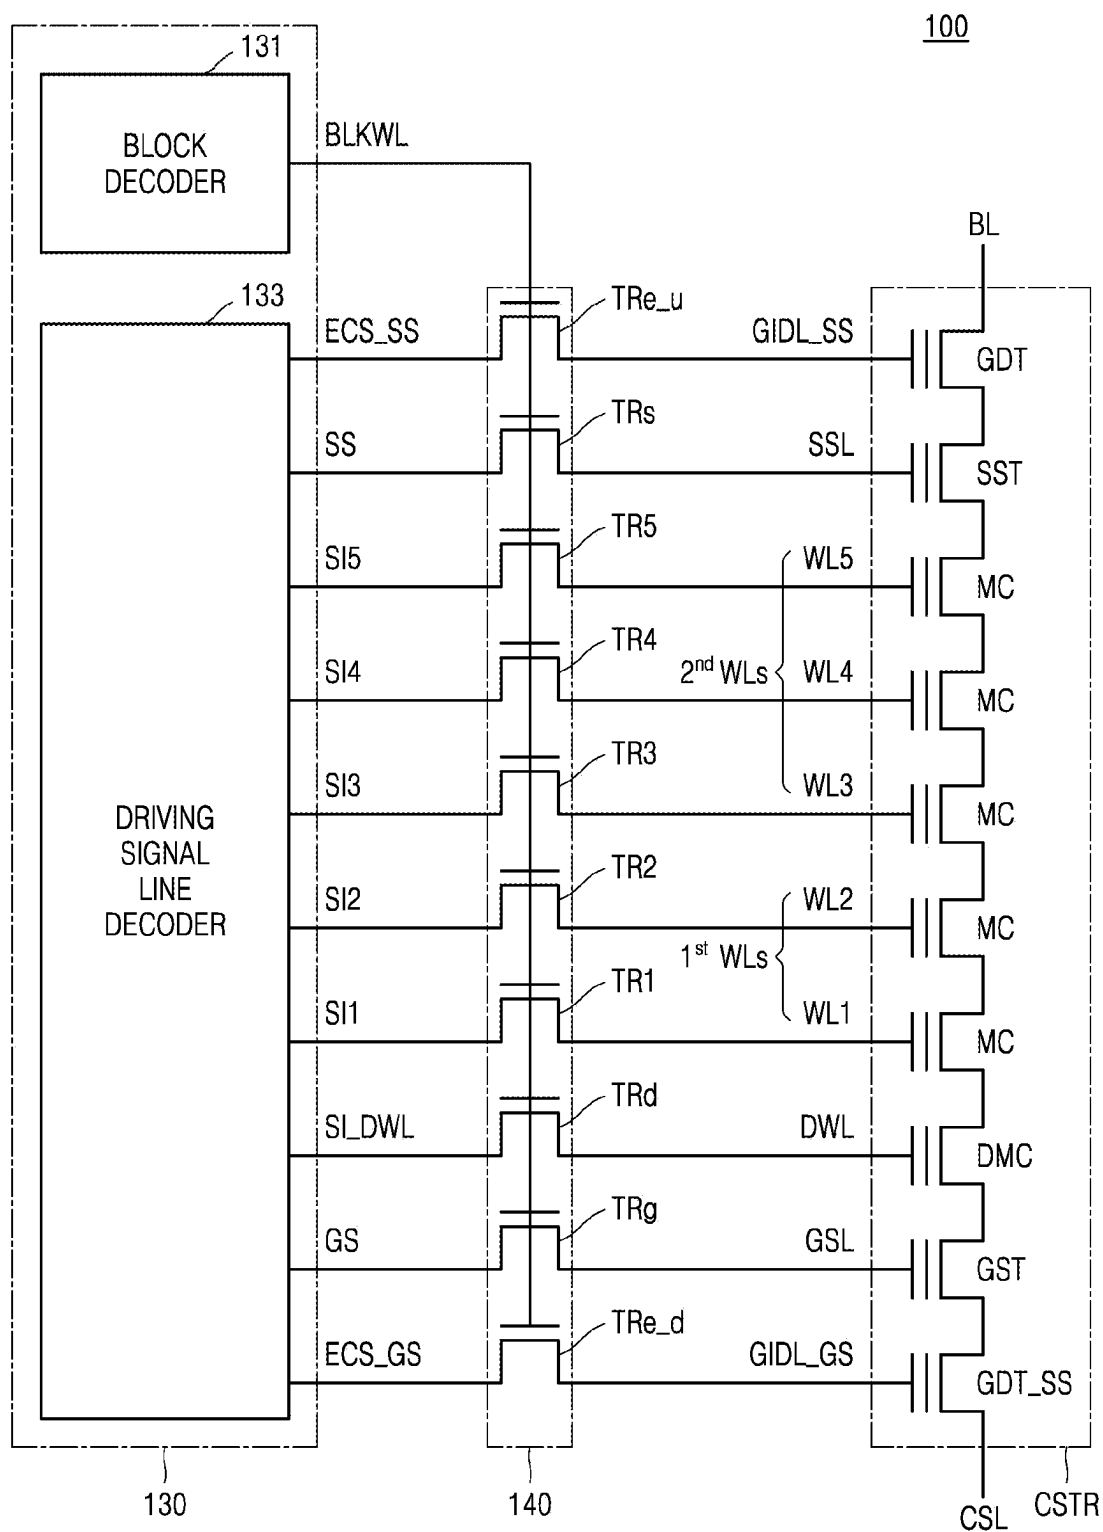 100
131
BLOCK
DECODER
BLKWL
BL
133
ECS_SS
TRe_u
GIDL_SS
GDT
SS
TRs
SSL
SST
SI5
TR5
WL5
MC
SI4
TR4
2nd WLs
WL4
MC
SI3
TR3
WL3
MC
DRIVING
SIGNAL
LINE
DECODER
SI2
TR2
WL2
MC
1st WLs
SI1
TR1
WL1
MC
SI_DWL
TRd
DWL
DMC
GS
TRg
GSL
GST
ECS_GS
TRe_d
GIDL_GS
GDT_SS
130
140
CSL
CSTR